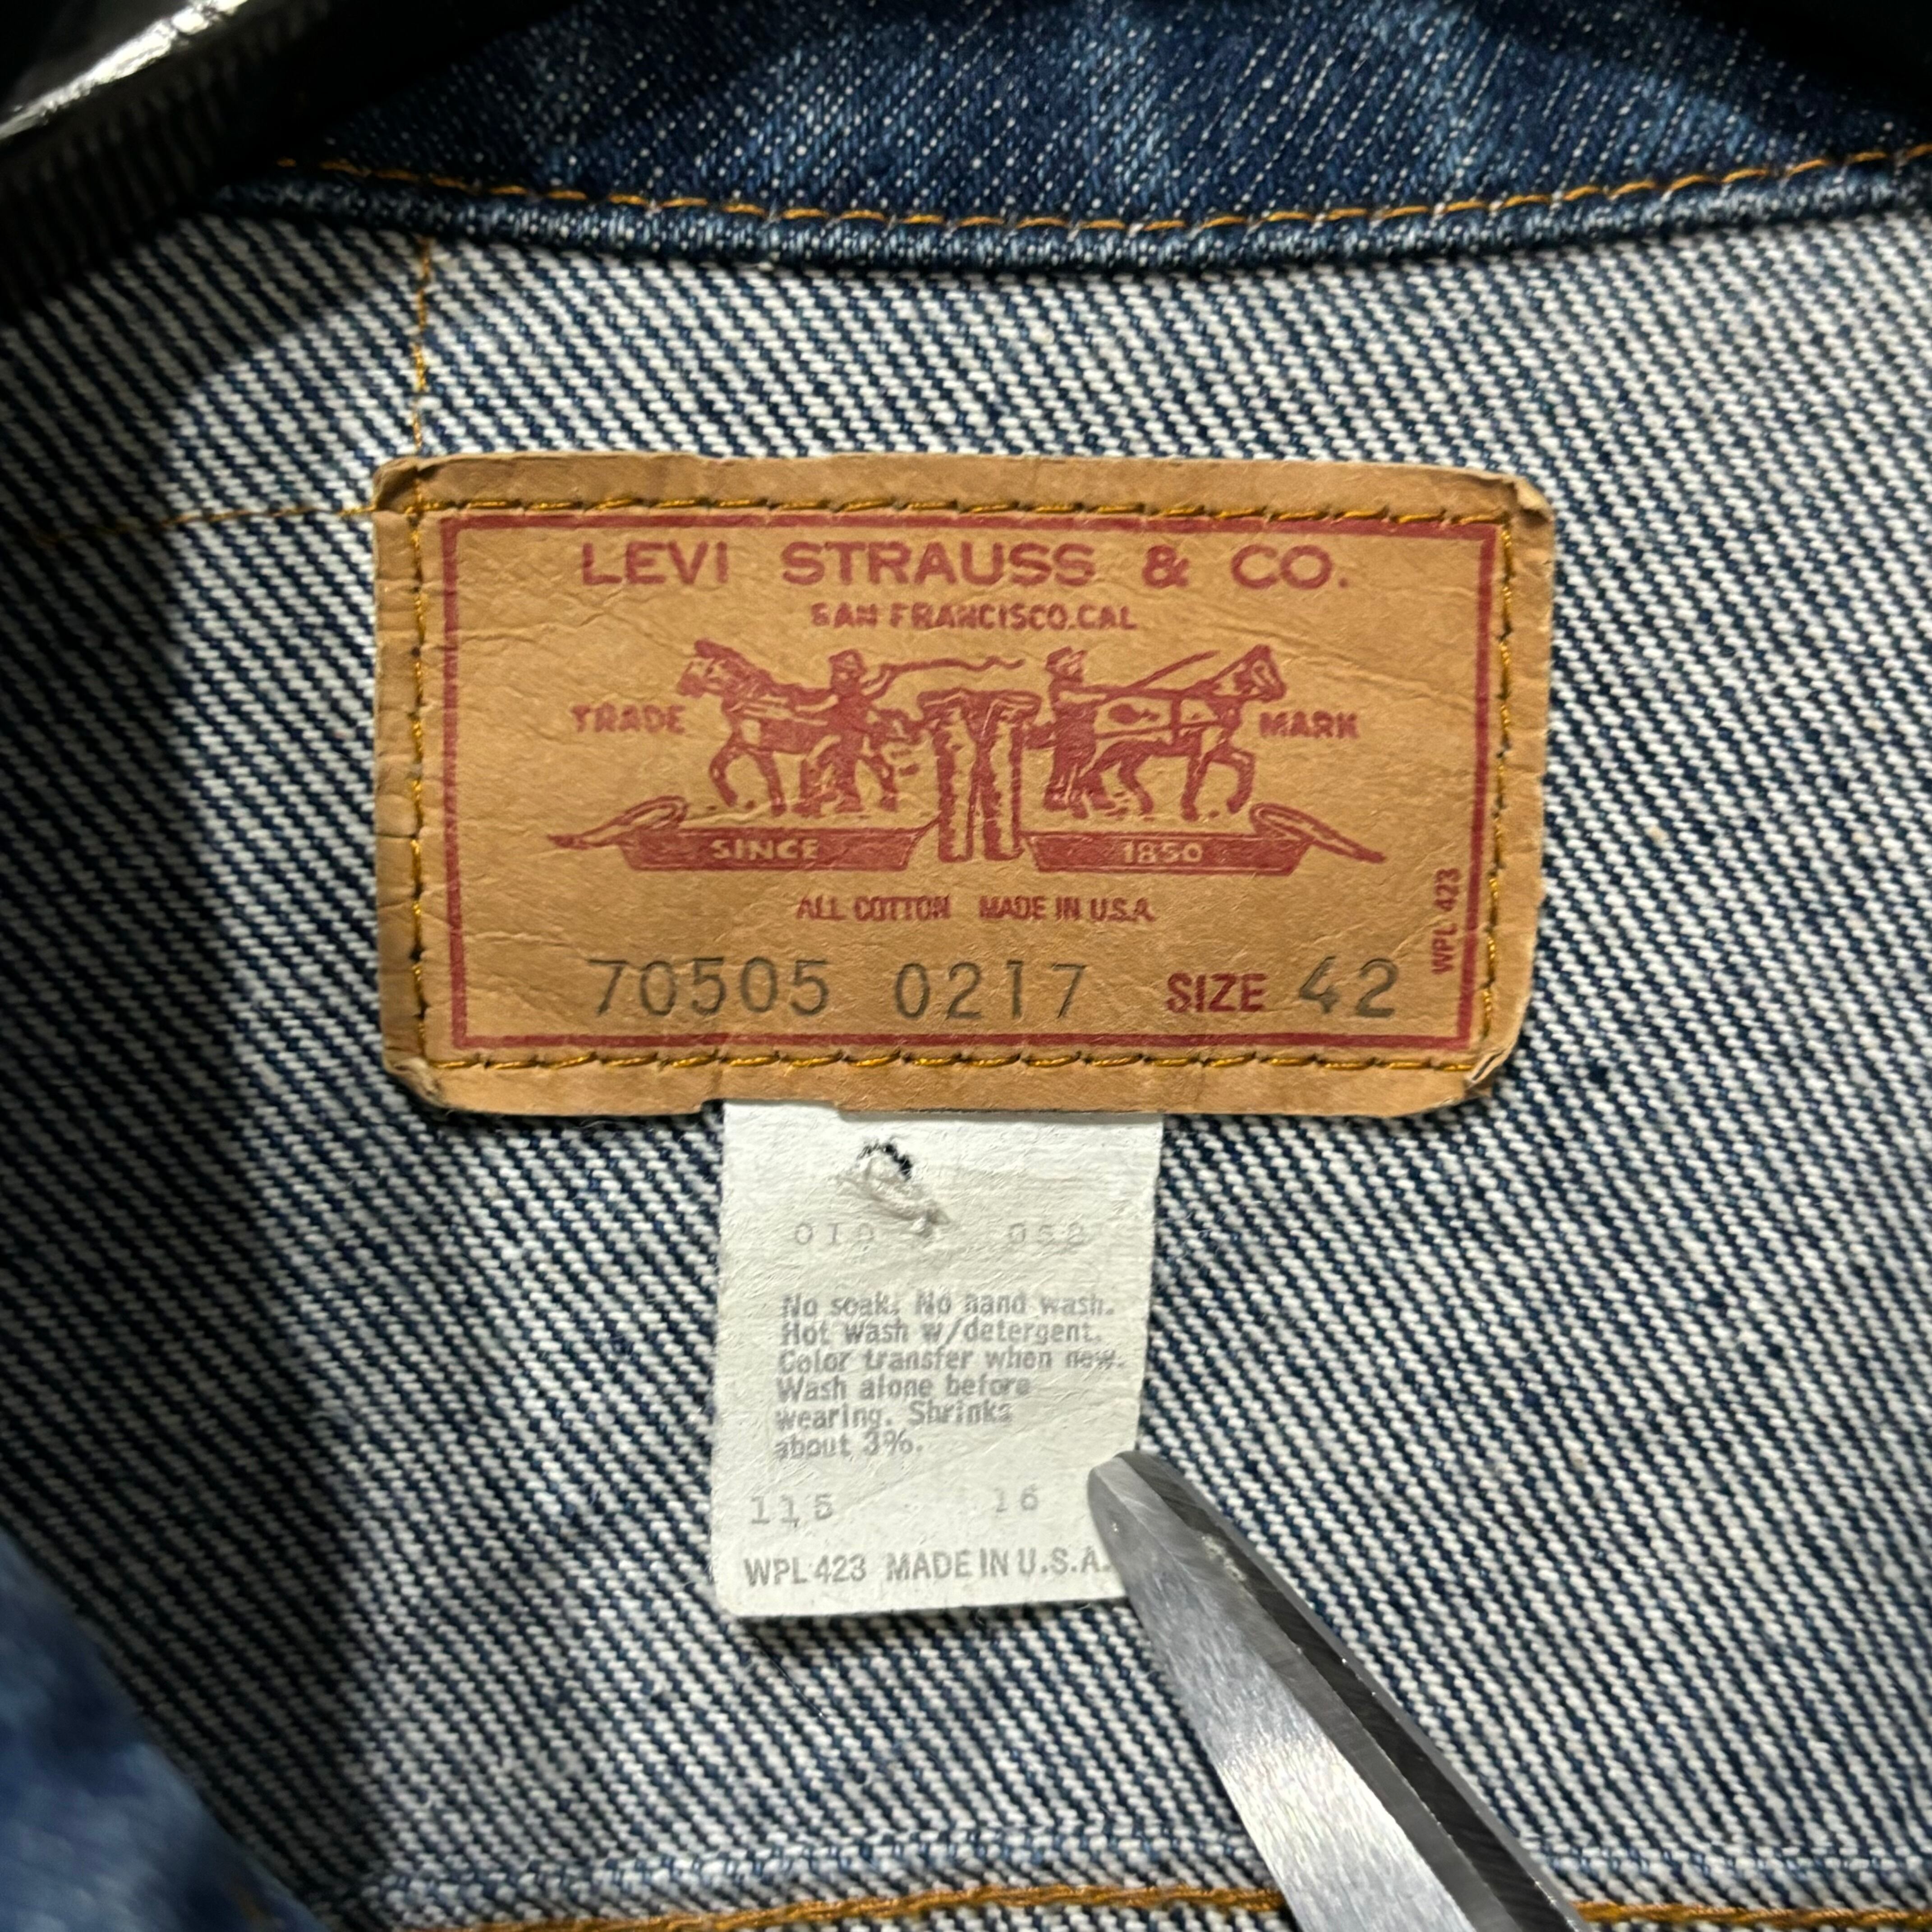 LEVI STRAUSS & CO.
SAN FRANCISCO.CAL
TRADE MARK
SINCE 1850
ALL COTTON MADE IN U.S.A.
WPL 423
70505 0217 SIZE 42
No soak. No hand wash.
Hot wash w/detergent.
Color transfer when new.
Wash alone before
wearing. Shrinks
about 3%.
16
WPL 423 MADE IN U.S.A.